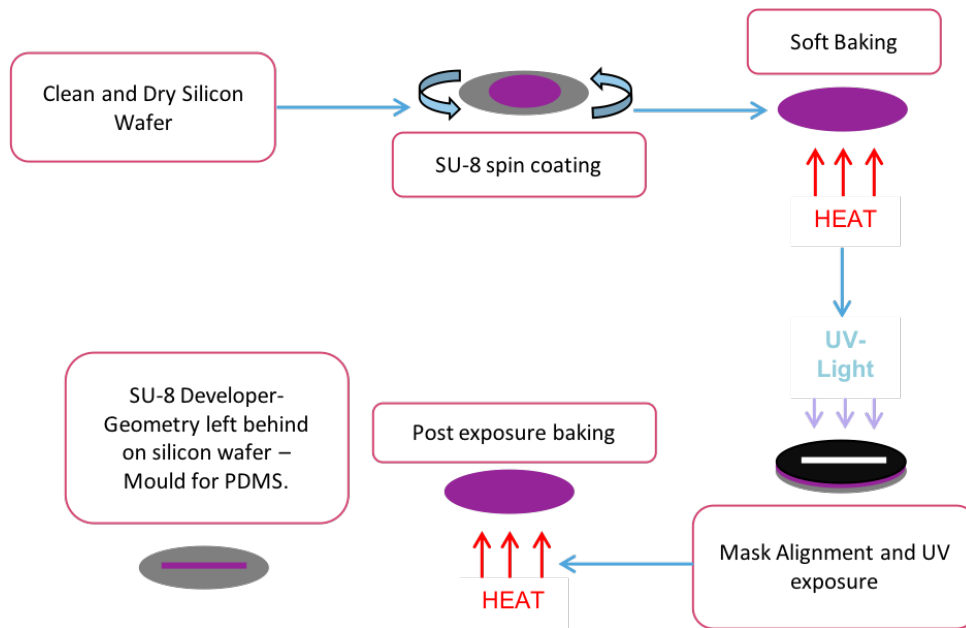 Clean and Dry Silicon
Wafer
SU-8 spin coating
Soft Baking
HEAT
UV-
Light
Mask Alignment and UV
exposure
Post exposure baking
HEAT
SU-8 Developer-
Geometry left behind
on silicon wafer –
Mould for PDMS.